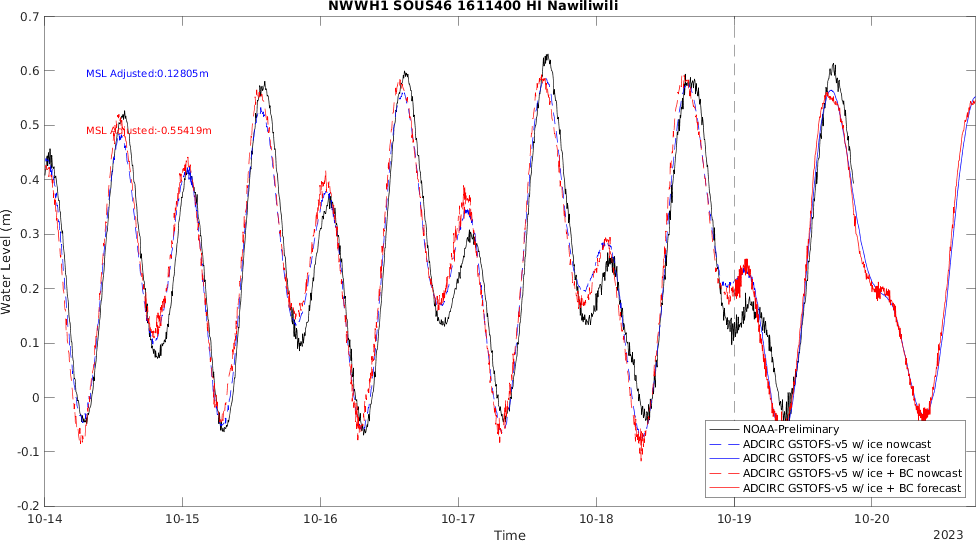 NWWH1 SOUS46 1611400 HI Nawiliwili
0.7
0.6
0.5
0.4
0.3
0.2
0.1
0
-0.1
-0.2
Water Level (m)
MSL Adjusted:0.12805m
MSL Adjusted:-0.55419m
NOAA-Preliminary
ADCIRC GSTOFS-v5 w/ ice nowcast
ADCIRC GSTOFS-v5 w/ ice forecast
ADCIRC GSTOFS-v5 w/ ice + BC nowcast
ADCIRC GSTOFS-v5 w/ ice + BC forecast
10-14 10-15 10-16 10-17 10-18 10-19 10-20
Time
2023